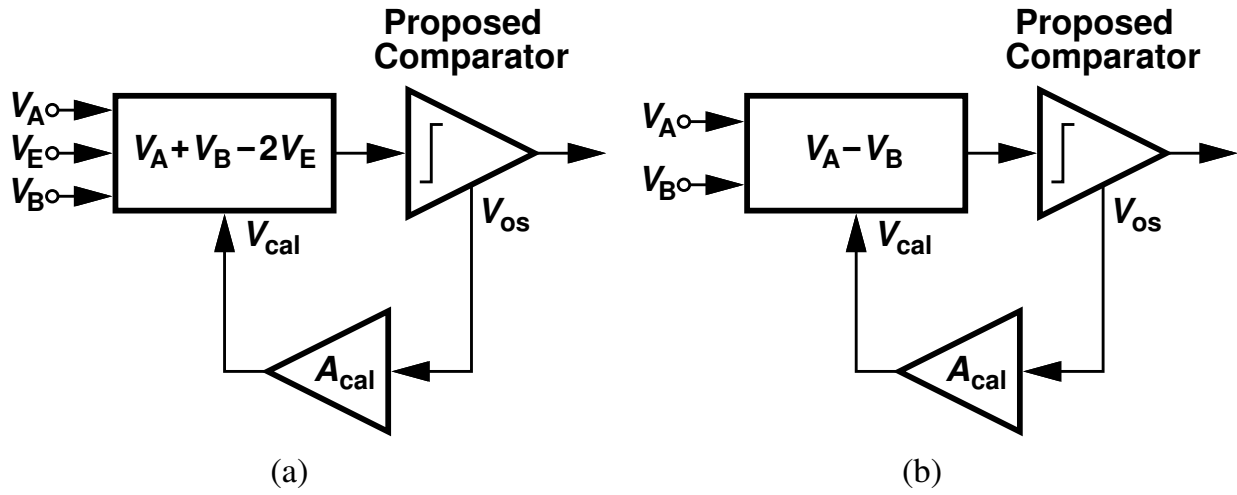 Proposed
Comparator
V_A
V_E
V_B
V_A + V_B − 2V_E
V_os
V_cal
A_cal
(a)
Proposed
Comparator
V_A
V_B
V_A − V_B
V_os
V_cal
A_cal
(b)